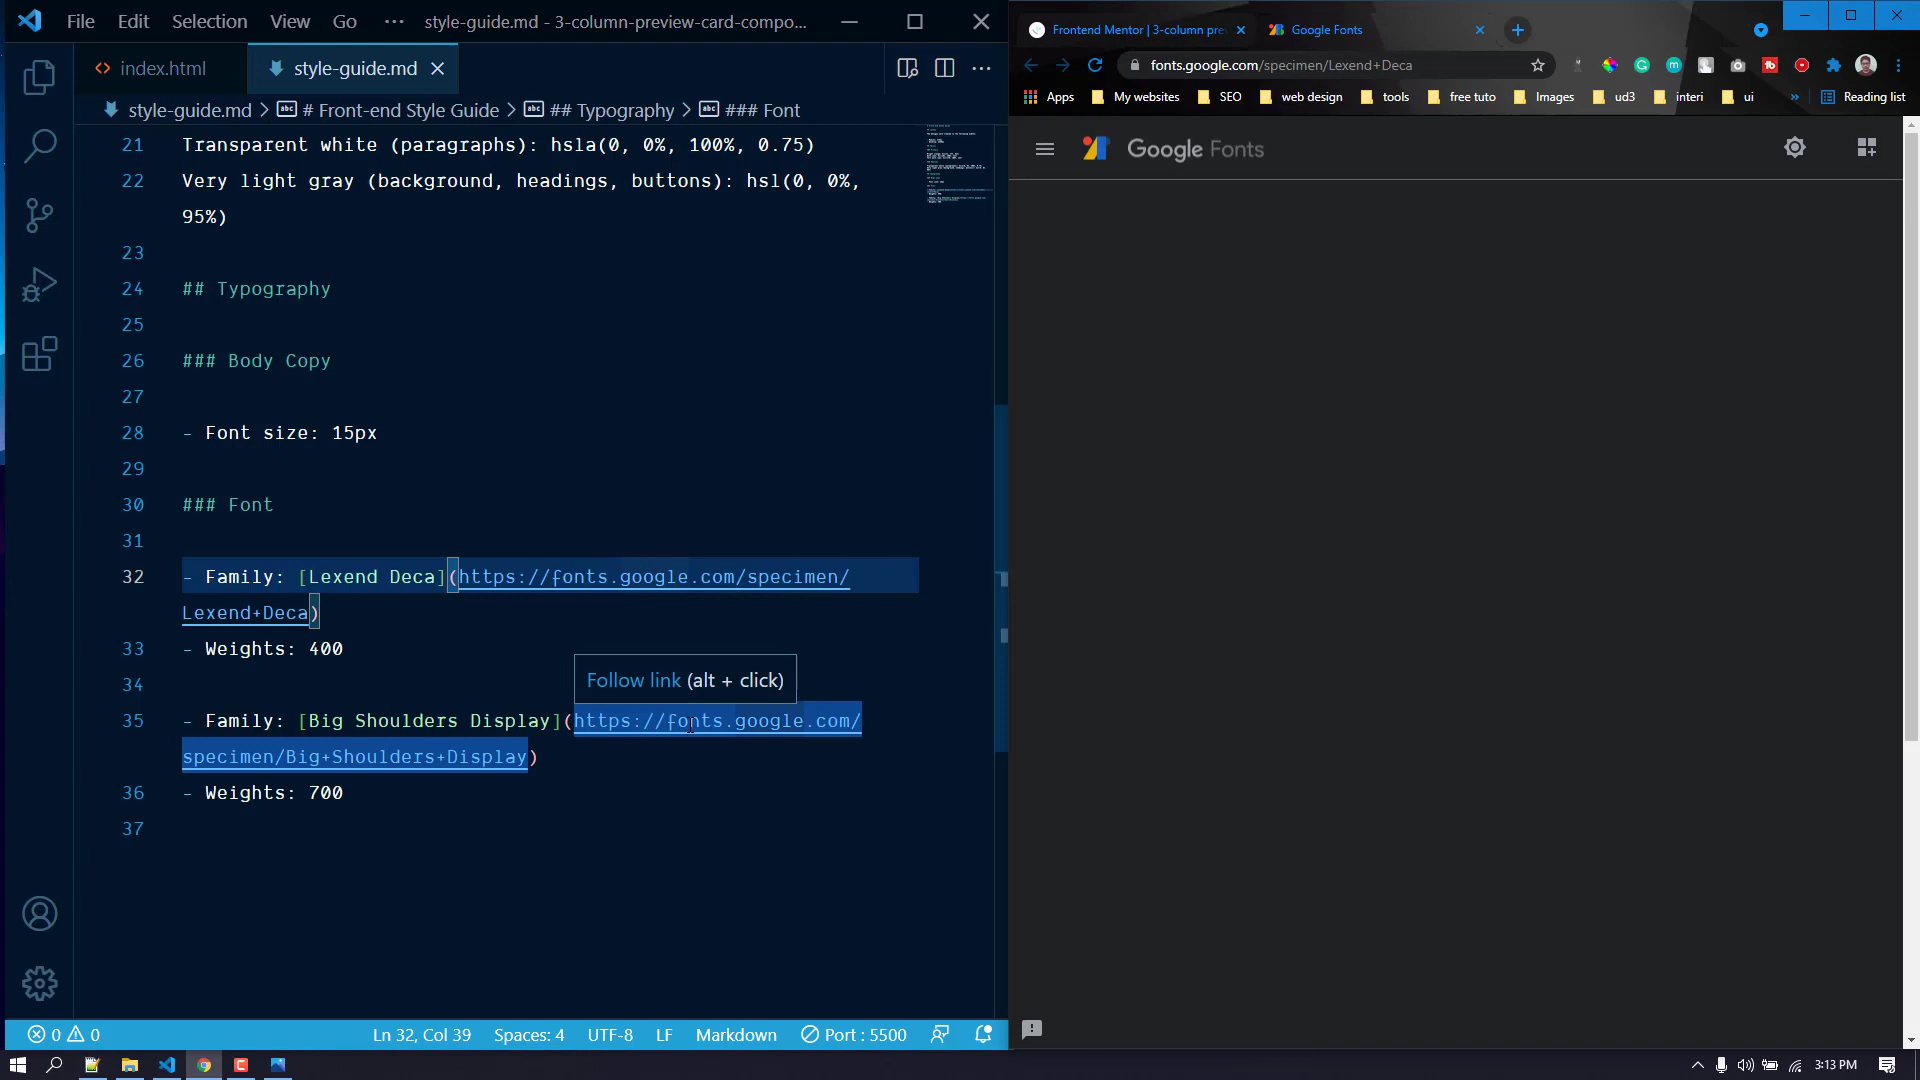 File Edit Selection View Go ··· style-guide.md - 3-column-preview-card-compo...
index.html style-guide.md
style-guide.md > # Front-end Style Guide > ## Typography > ### Font
21 Transparent white (paragraphs): hsla(0, 0%, 100%, 0.75)
22 Very light gray (background, headings, buttons): hsl(0, 0%,
95%)
23
24 ## Typography
25
26 ### Body Copy
27
28 - Font size: 15px
29
30 ### Font
31
32 - Family: [Lexend Deca](https://fonts.google.com/specimen/
Lexend+Deca)
33 - Weights: 400
34
Follow link (alt + click)
35 - Family: [Big Shoulders Display](https://fonts.google.com/
specimen/Big+Shoulders+Display)
36 - Weights: 700
37
0 0 Ln 32, Col 39 Spaces: 4 UTF-8 LF Markdown Port : 5500
Frontend Mentor | 3-column pre Google Fonts
fonts.google.com/specimen/Lexend+Deca
Apps My websites SEO web design tools free tuto Images ud3 interi ui » Reading list
Google Fonts
3:13 PM